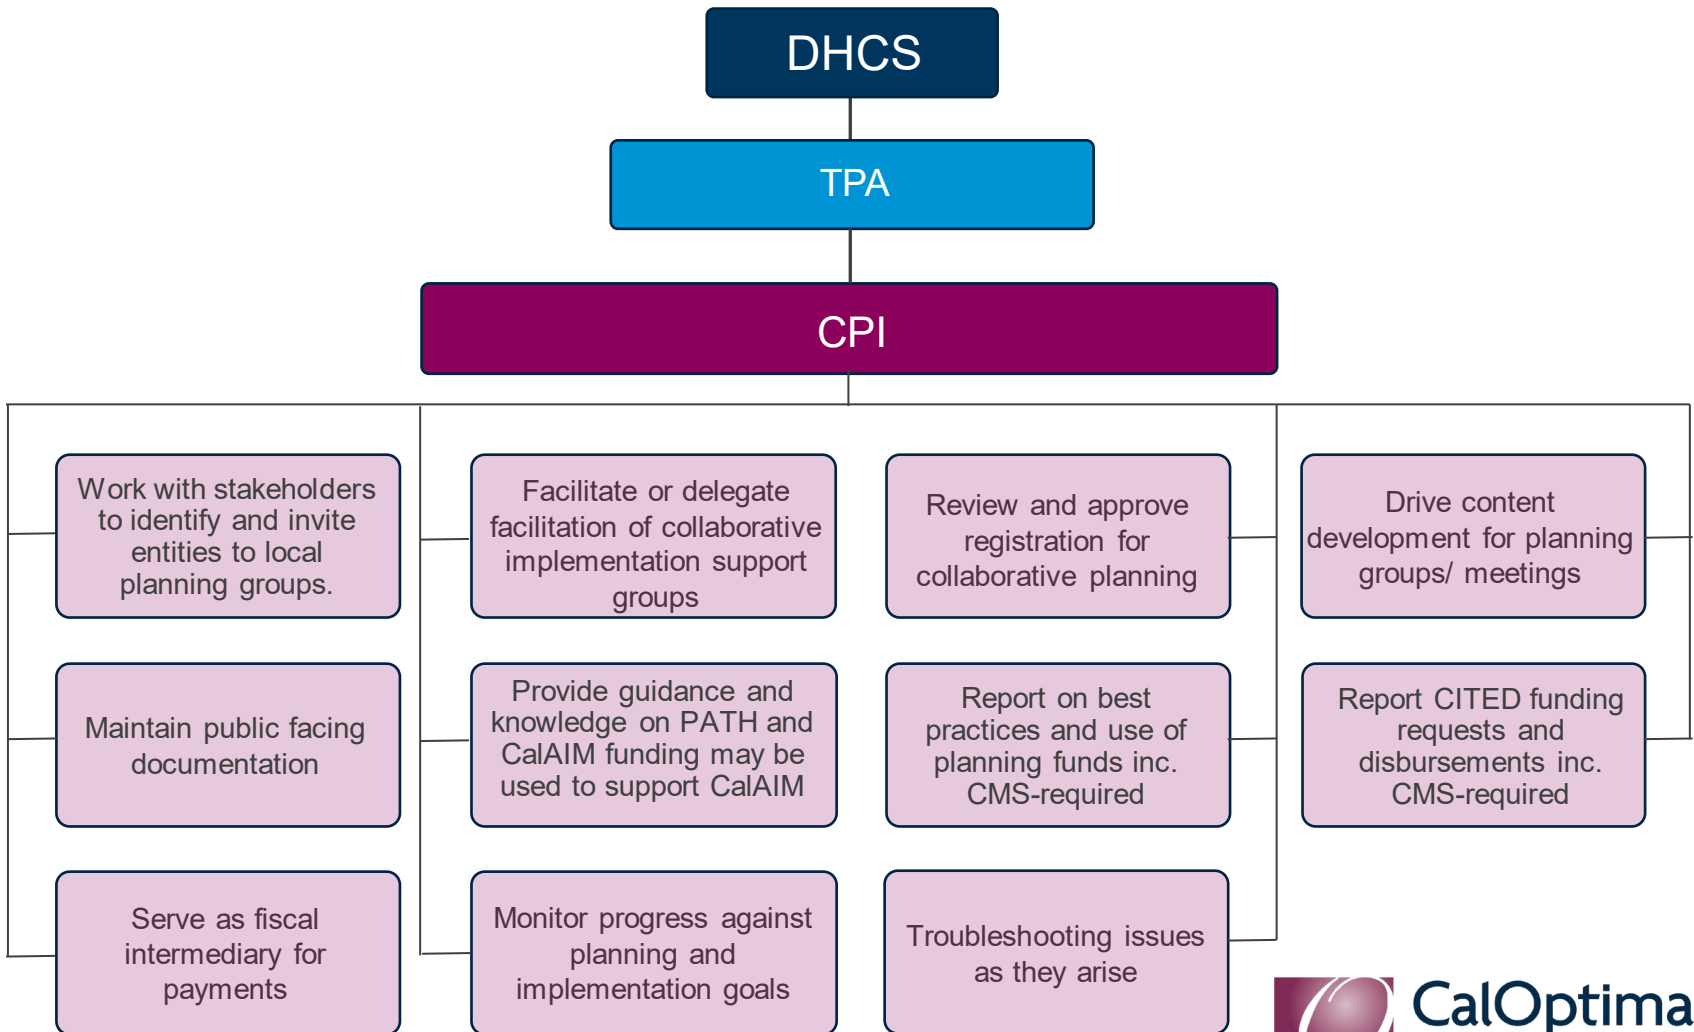 DHCS
TPA
CPI
Work with stakeholders
to identify and invite
entities to local
planning groups.
Facilitate or delegate
facilitation of collaborative
implementation support
groups
Review and approve
registration for
collaborative planning
Drive content
development for planning
groups/ meetings
Maintain public facing
documentation
Provide guidance and
knowledge on PATH and
CalAIM funding may be
used to support CalAIM
Report on best
practices and use of
planning funds inc.
CMS-required
Report CITED funding
requests and
disbursements inc.
CMS-required
Serve as fiscal
intermediary for
payments
Monitor progress against
planning and
implementation goals
Troubleshooting issues
as they arise
CalOptima